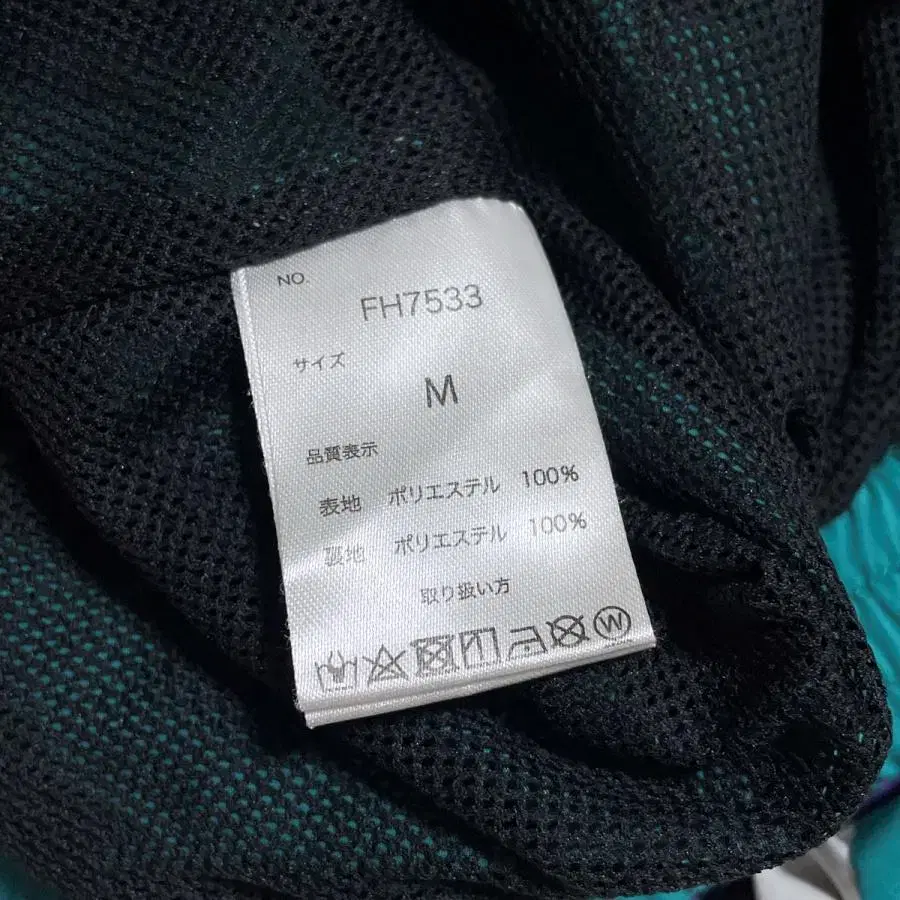 NO.
FH7533
サイズ
M
品質表示
表地 ポリエステル 100%
裏地 ポリエステル 100%
取り扱い方
W